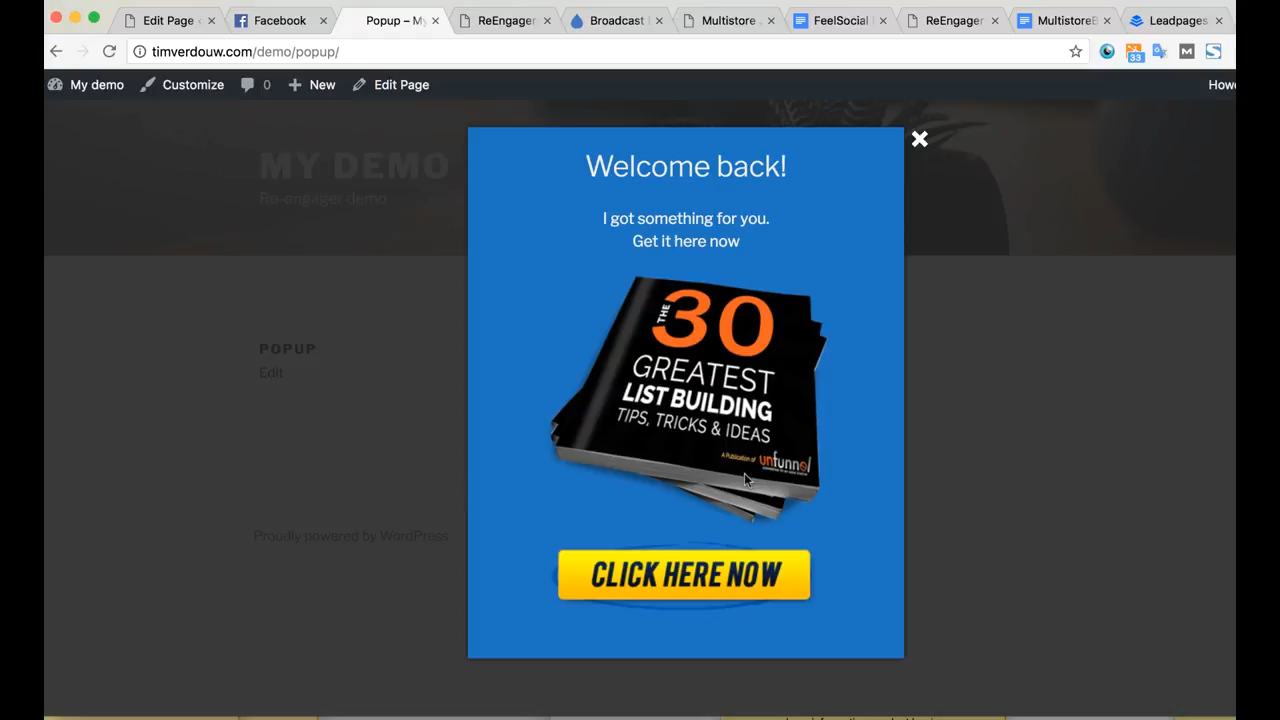 Edit Page
Facebook
Popup – My
ReEngager
Broadcast
Multistore
FeelSocial
ReEngager
MultistoreE
Leadpages
timverdouw.com/demo/popup/
33
M
S
My demo
Customize
0
New
Edit Page
How
MY DEMO
Re-engager demo
Welcome back!
I got something for you.
Get it here now
THE 30
GREATEST
LIST BUILDING
TIPS, TRICKS & IDEAS
A Publication of unfunnel
POPUP
Edit
Proudly powered by WordPress
CLICK HERE NOW